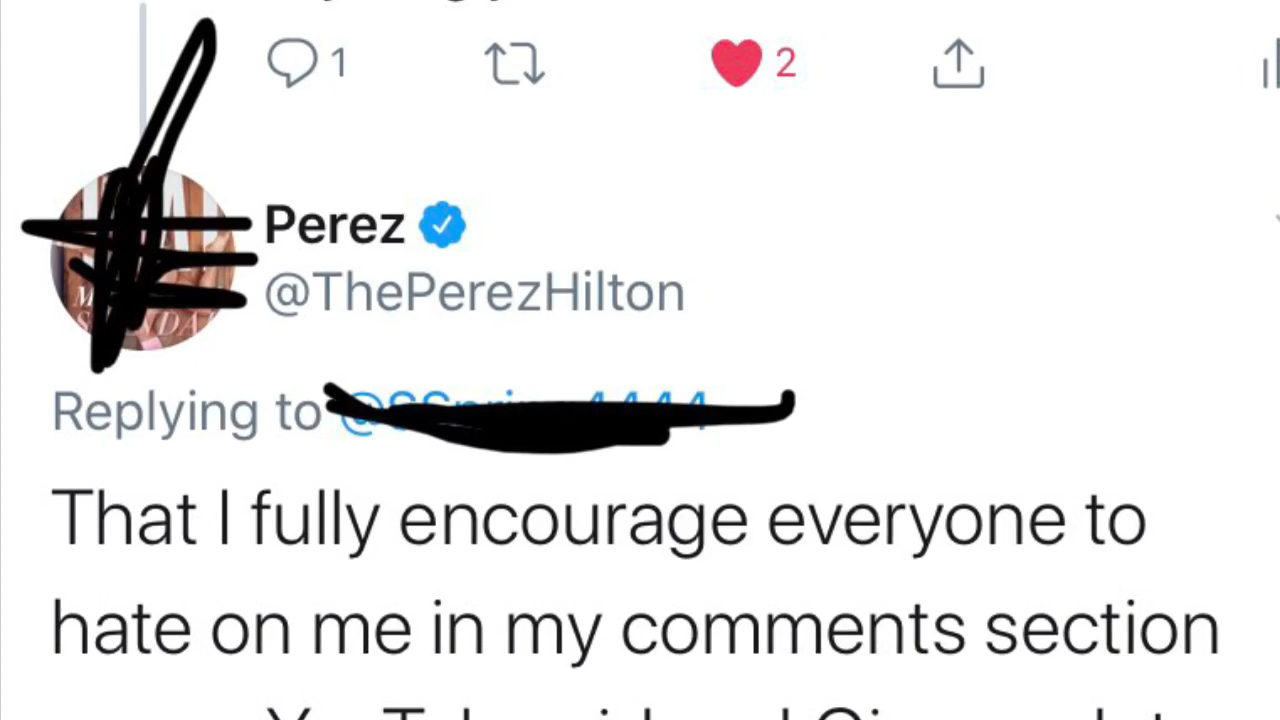 1
2
Perez
@ThePerezHilton
Replying to
That I fully encourage everyone to
hate on me in my comments section